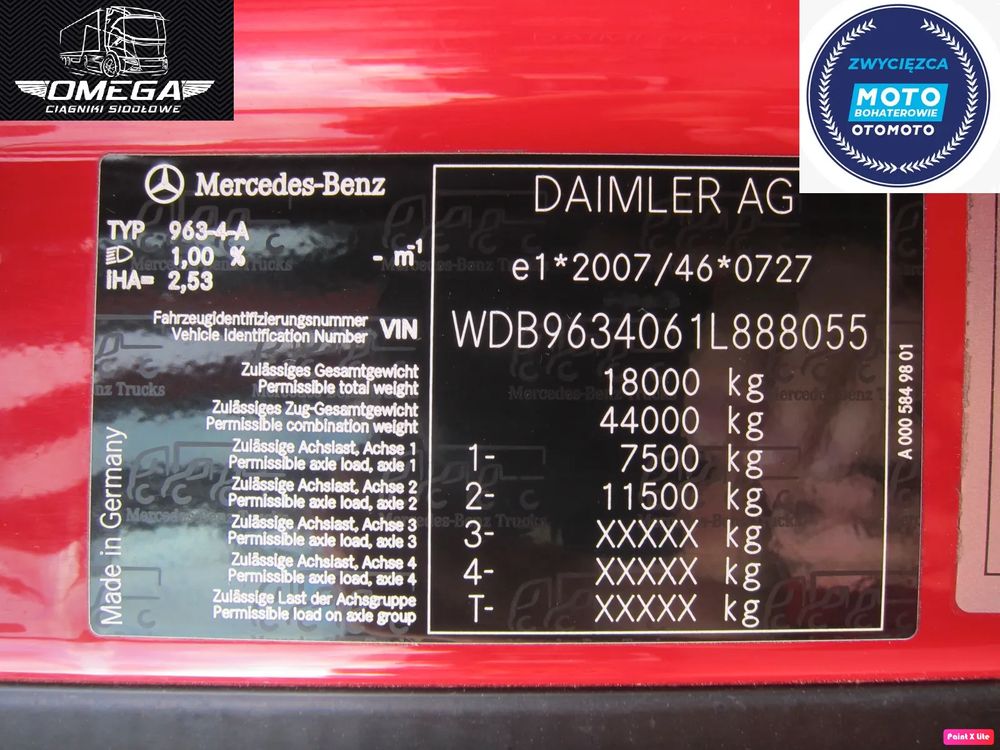 OMEGA
CIĄGNIKI SIODŁOWE
ZWYCIĘZCA
MOTO
BOHATEROWIE
OTOMOTO
Mercedes-Benz
TYP 963-4-A
1,00 % - m-1
iHA= 2,53
DAIMLER AG
e1*2007/46*0727
Fahrzeugidentifizierungsnummer
Vehicle Identification Number
VIN WDB9634061L888055
Zulässiges Gesamtgewicht
Permissible total weight
18000 kg
Zulässiges Zug-Gesamtgewicht
Permissible combination weight
44000 kg
Zulässige Achslast, Achse 1
Permissible axle load, axle 1
1- 7500 kg
Zulässige Achslast, Achse 2
Permissible axle load, axle 2
2- 11500 kg
Zulässige Achslast, Achse 3
Permissible axle load, axle 3
3- XXXXX kg
Zulässige Achslast, Achse 4
Permissible axle load, axle 4
4- XXXXX kg
Zulässige Last der Achsgruppe
Permissible load on axle group
T- XXXXX kg
Made in Germany
A 000 584 98 01
Mercedes-Benz Trucks
Paint X Lite